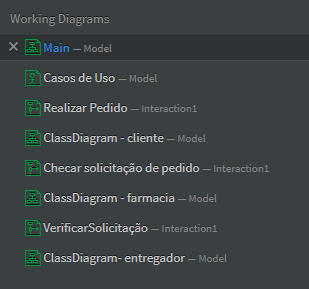 Working Diagrams
Main — Model
Casos de Uso — Model
Realizar Pedido — Interaction1
ClassDiagram - cliente — Model
Checar solicitação de pedido — Interaction1
ClassDiagram - farmacia — Model
VerificarSolicitação — Interaction1
ClassDiagram- entregador — Model